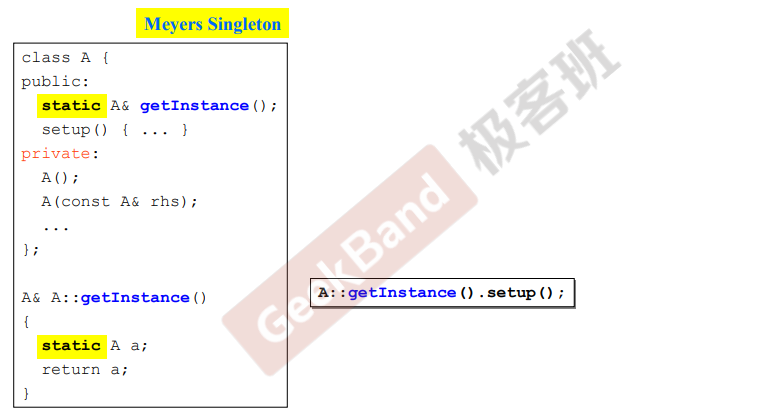 Meyers Singleton
class A {
public:
static A& getInstance();
setup() { ... }
private:
A();
A(const A& rhs);
...
};
A& A::getInstance()
{
static A a;
return a;
}
A::getInstance().setup();
GeekBand 极客班